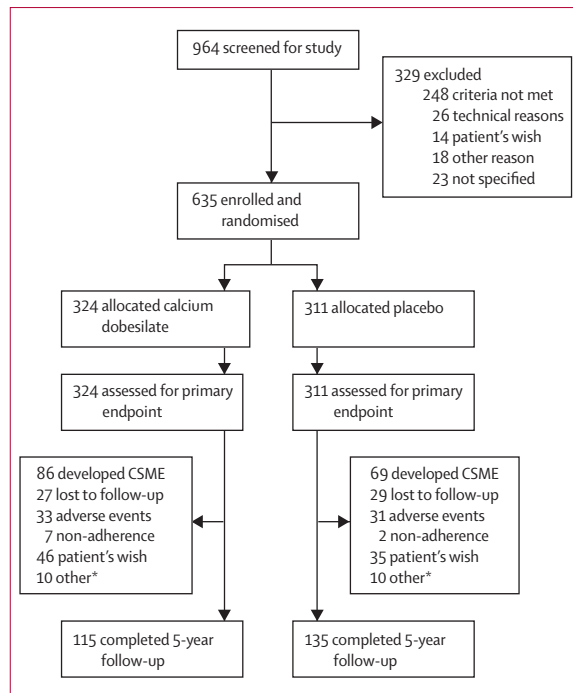 964 screened for study
329 excluded
248 criteria not met
26 technical reasons
14 patient's wish
18 other reason
23 not specified
635 enrolled and
randomised
324 allocated calcium
dobesilate
311 allocated placebo
324 assessed for primary
endpoint
311 assessed for primary
endpoint
86 developed CSME
27 lost to follow-up
33 adverse events
7 non-adherence
46 patient's wish
10 other*
69 developed CSME
29 lost to follow-up
31 adverse events
2 non-adherence
35 patient's wish
10 other*
115 completed 5-year
follow-up
135 completed 5-year
follow-up